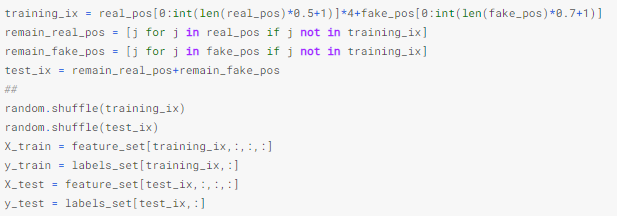 training_ix = real_pos[0:int(len(real_pos)*0.5+1)]*4+fake_pos[0:int(len(fake_pos)*0.7+1)]
remain_real_pos = [j for j in real_pos if j not in training_ix]
remain_fake_pos = [j for j in fake_pos if j not in training_ix]
test_ix = remain_real_pos+remain_fake_pos
##
random.shuffle(training_ix)
random.shuffle(test_ix)
X_train = feature_set[training_ix,:,:,:]
y_train = labels_set[training_ix,:]
X_test = feature_set[test_ix,:,:,:]
y_test = labels_set[test_ix,:]